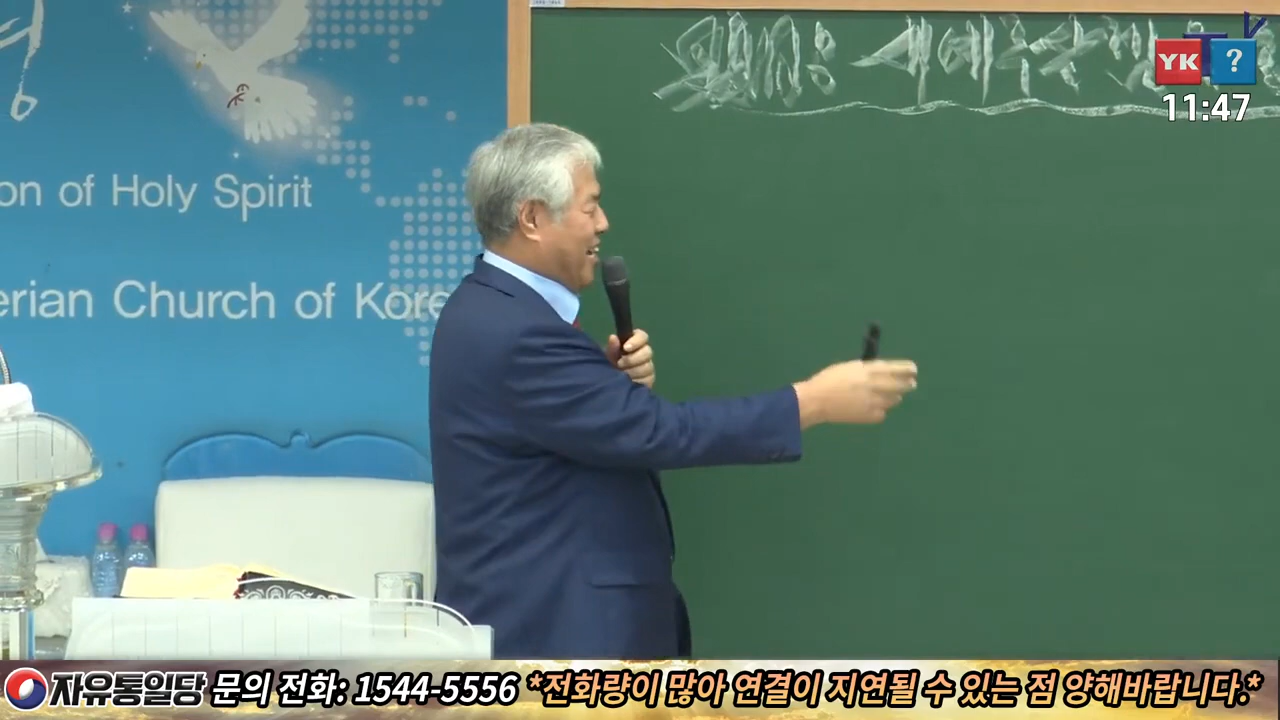 YK ?
11:47
on of Holy Spirit
erian Church of Kore
자유통일당 문의 전화: 1544-5556 *전화량이 많아 연결이 지연될 수 있는 점 양해바랍니다.*